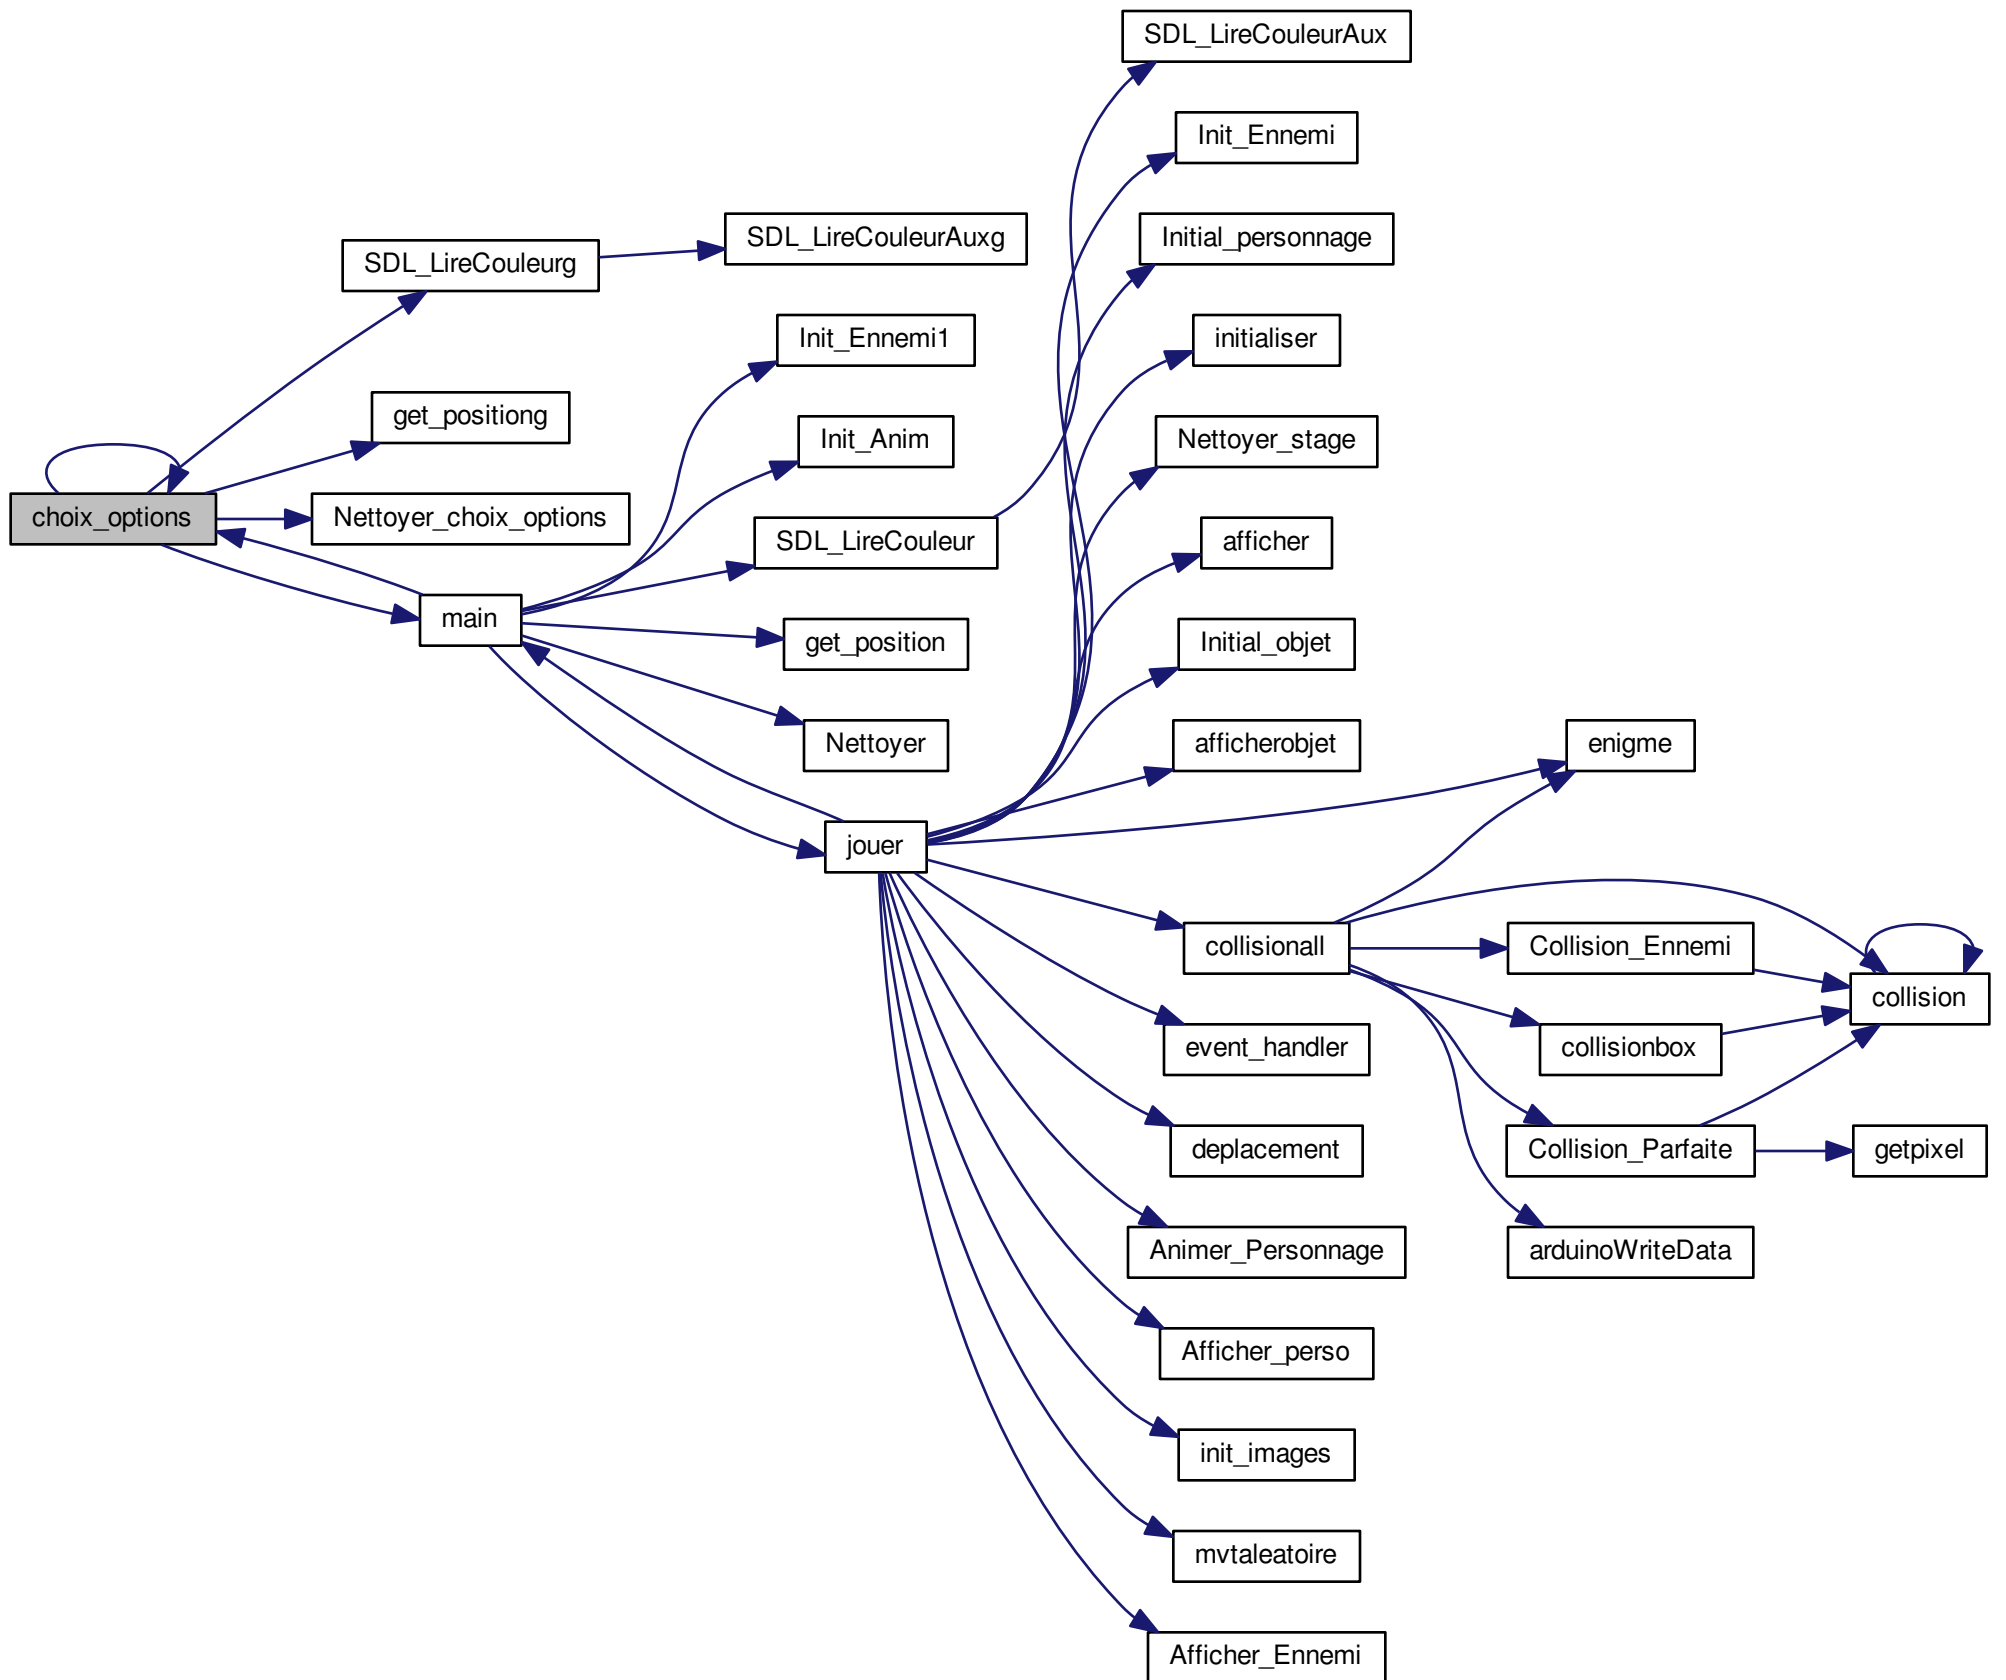 SDL_LireCouleurAux
Init_Ennemi
SDL_LireCouleurAuxg
Initial_personnage
SDL_LireCouleurg
Init_Ennemi1
initialiser
get_positiong
Init_Anim
Nettoyer_stage
choix_options
Nettoyer_choix_options
SDL_LireCouleur
afficher
main
get_position
Initial_objet
Nettoyer
afficherobjet
enigme
jouer
collisionall
Collision_Ennemi
collision
event_handler
collisionbox
deplacement
Collision_Parfaite
getpixel
Animer_Personnage
arduinoWriteData
Afficher_perso
init_images
mvtaleatoire
Afficher_Ennemi